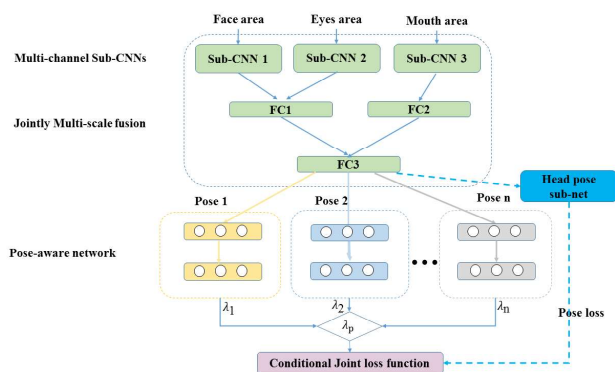 Face area
Eyes area
Mouth area
Multi-channel Sub-CNNs
Sub-CNN 1
Sub-CNN 2
Sub-CNN 3
Jointly Multi-scale fusion
FC1
FC2
FC3
Head pose
sub-net
Pose 1
Pose 2
Pose n
Pose-aware network
λ1
λ2
λn
λp
Pose loss
Conditional Joint loss function